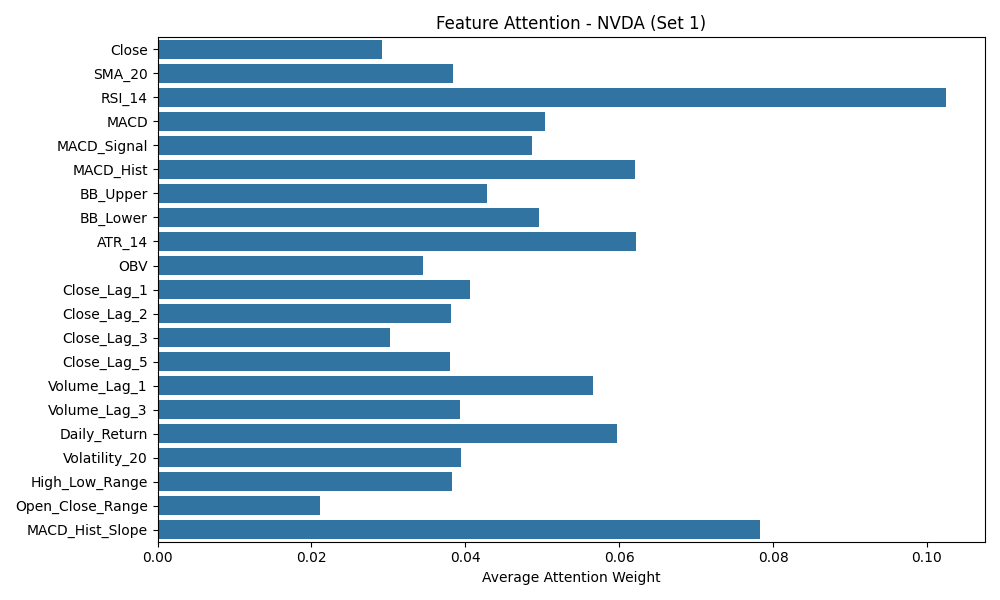 Feature Attention - NVDA (Set 1)
Close
SMA_20
RSI_14
MACD
MACD_Signal
MACD_Hist
BB_Upper
BB_Lower
ATR_14
OBV
Close_Lag_1
Close_Lag_2
Close_Lag_3
Close_Lag_5
Volume_Lag_1
Volume_Lag_3
Daily_Return
Volatility_20
High_Low_Range
Open_Close_Range
MACD_Hist_Slope
0.00 0.02 0.04 0.06 0.08 0.10
Average Attention Weight